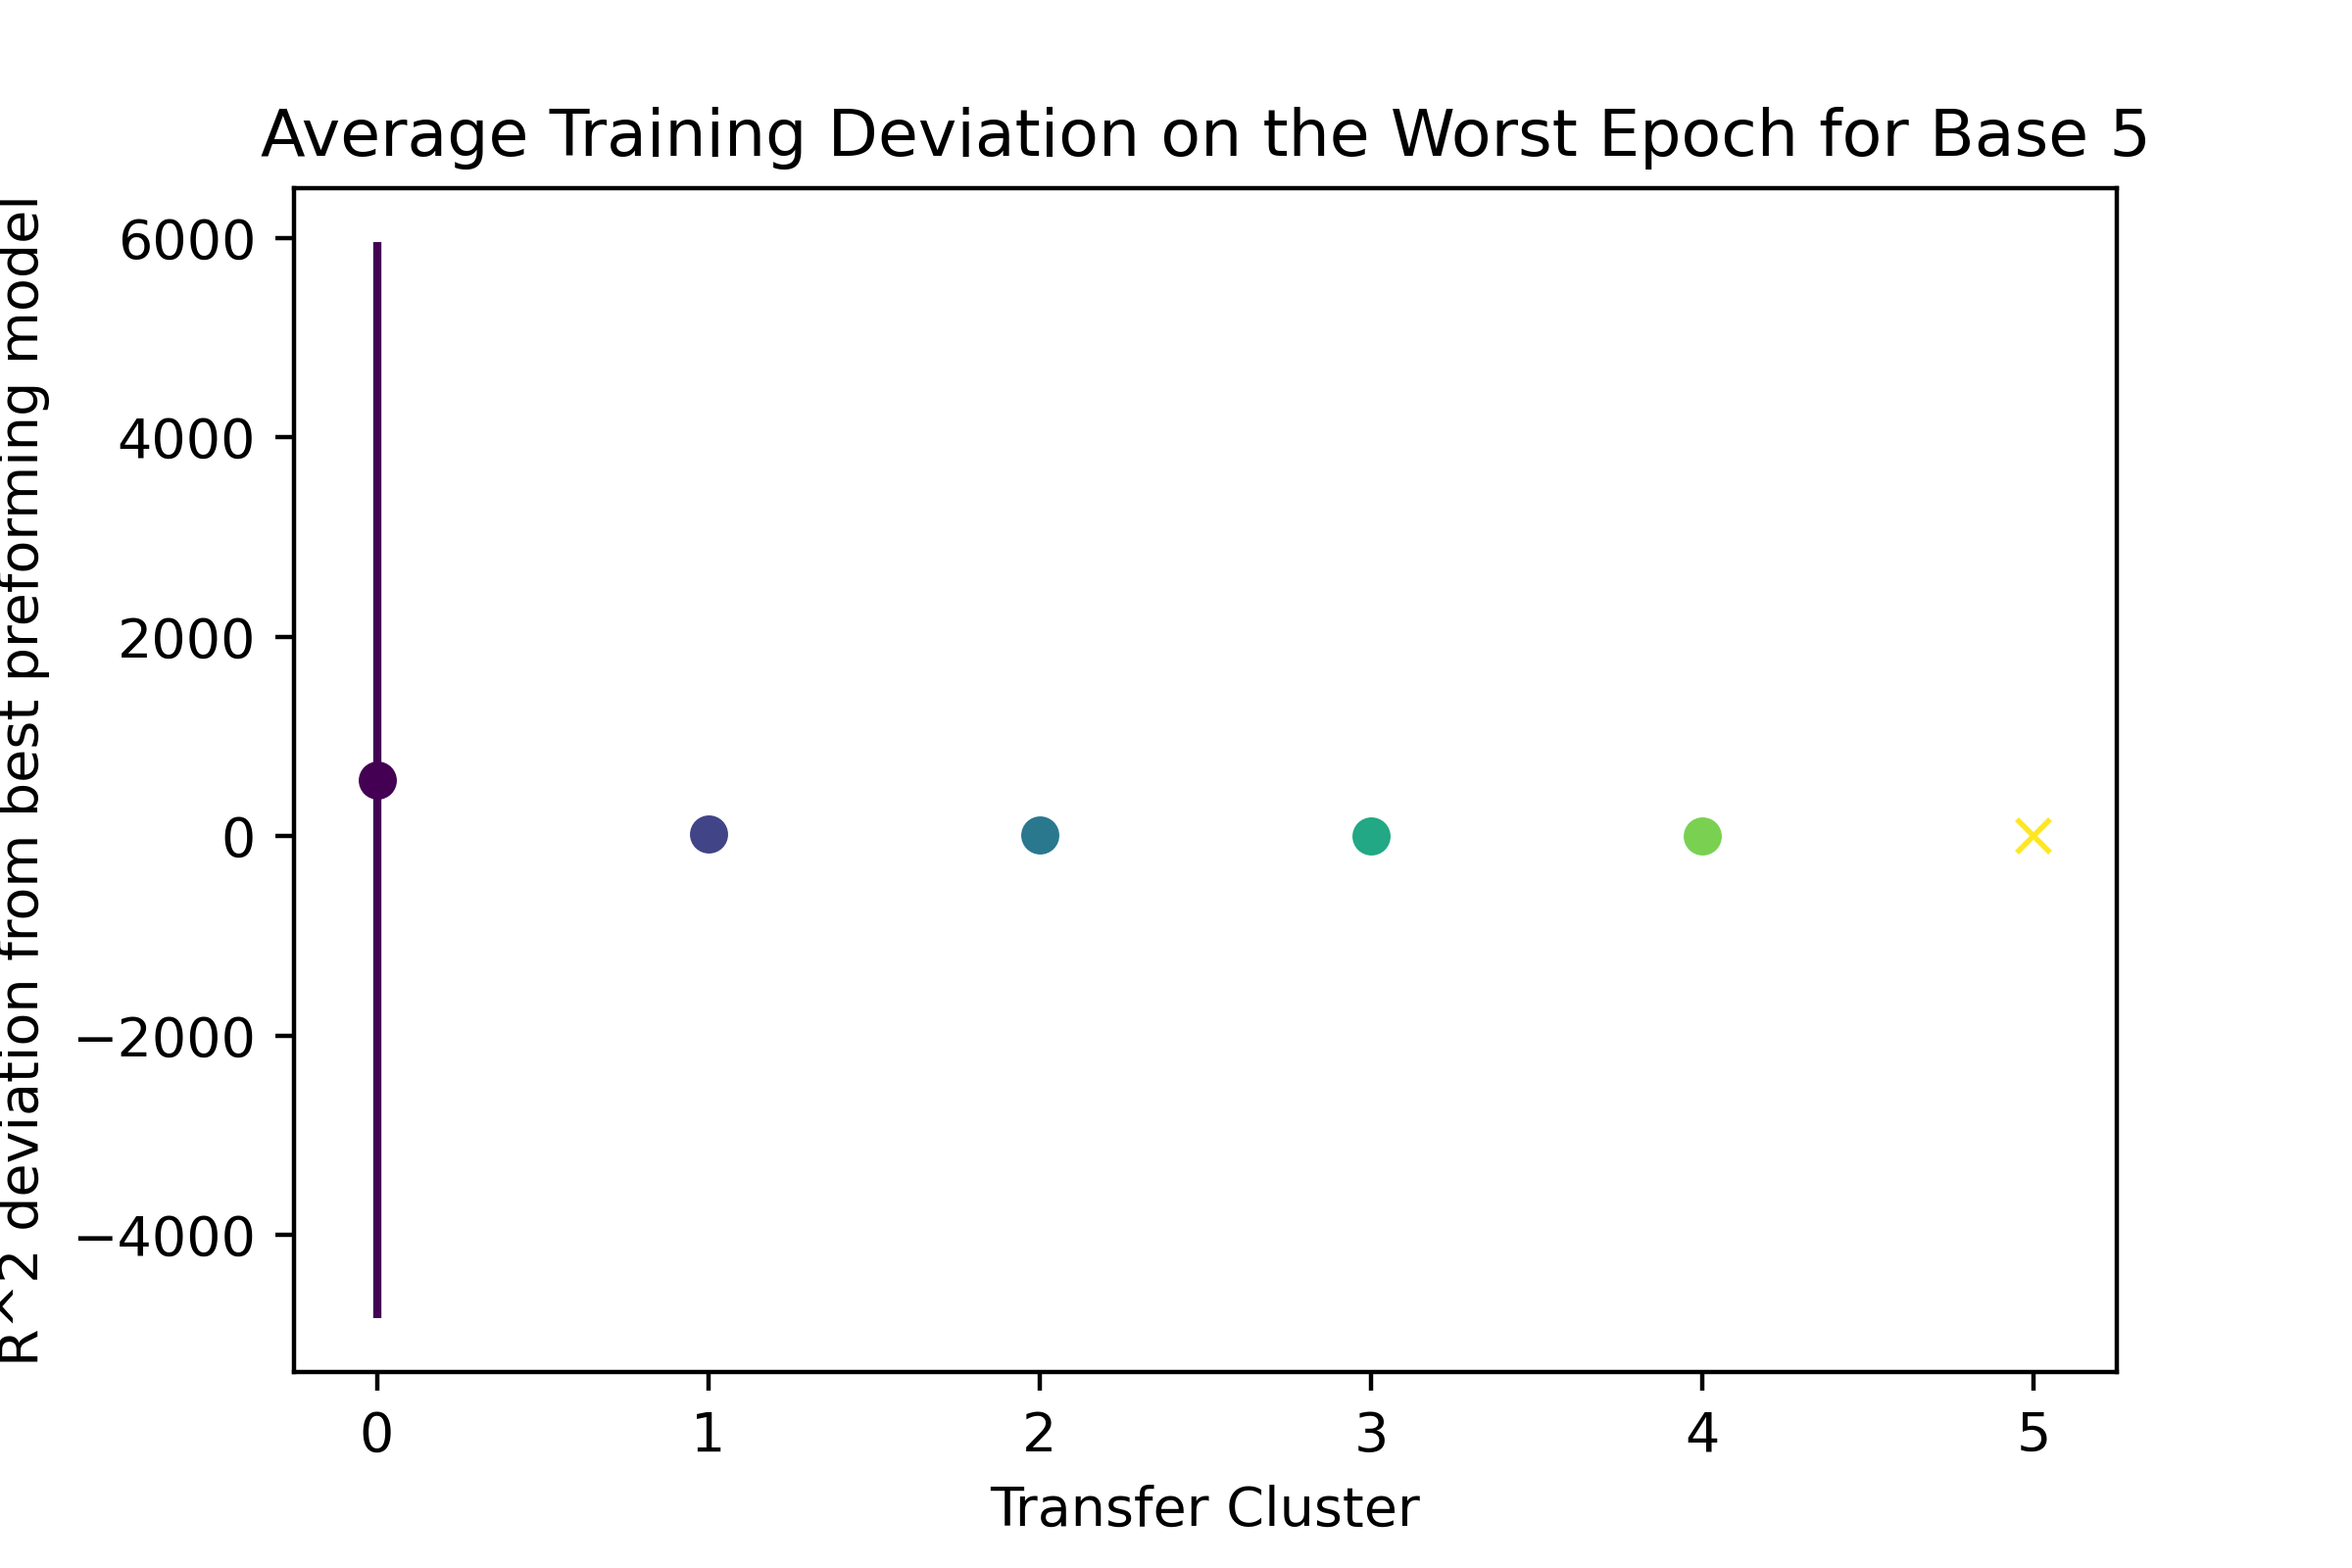 Average Training Deviation on the Worst Epoch for Base 5
R^2 deviation from best preforming model
6000
4000
2000
0
−2000
−4000
0 1 2 3 4 5
Transfer Cluster